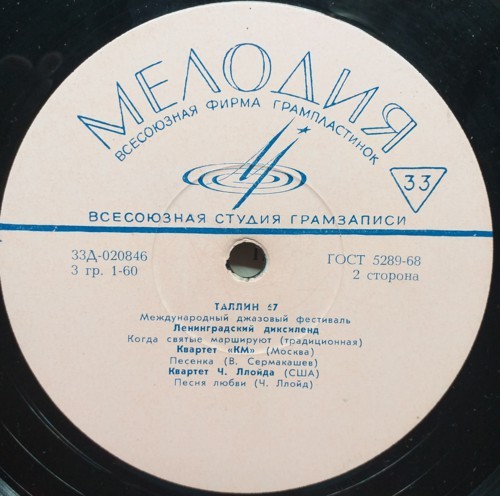 МЕЛОДИЯ
ВСЕСОЮЗНАЯ ФИРМА ГРАМПЛАСТИНОК
33
ВСЕСОЮЗНАЯ СТУДИЯ ГРАМЗАПИСИ
33Д-020846
ГОСТ 5289-68
3 гр. 1-60
2 сторона
ТАЛЛИН 67
Международный джазовый фестиваль
Ленинградский диксиленд
Когда святые маршируют (традиционная)
Квартет «КМ» (Москва)
Песенка (В. Сермакашев)
Квартет Ч. Ллойда (США)
Песня любви (Ч. Ллойд)